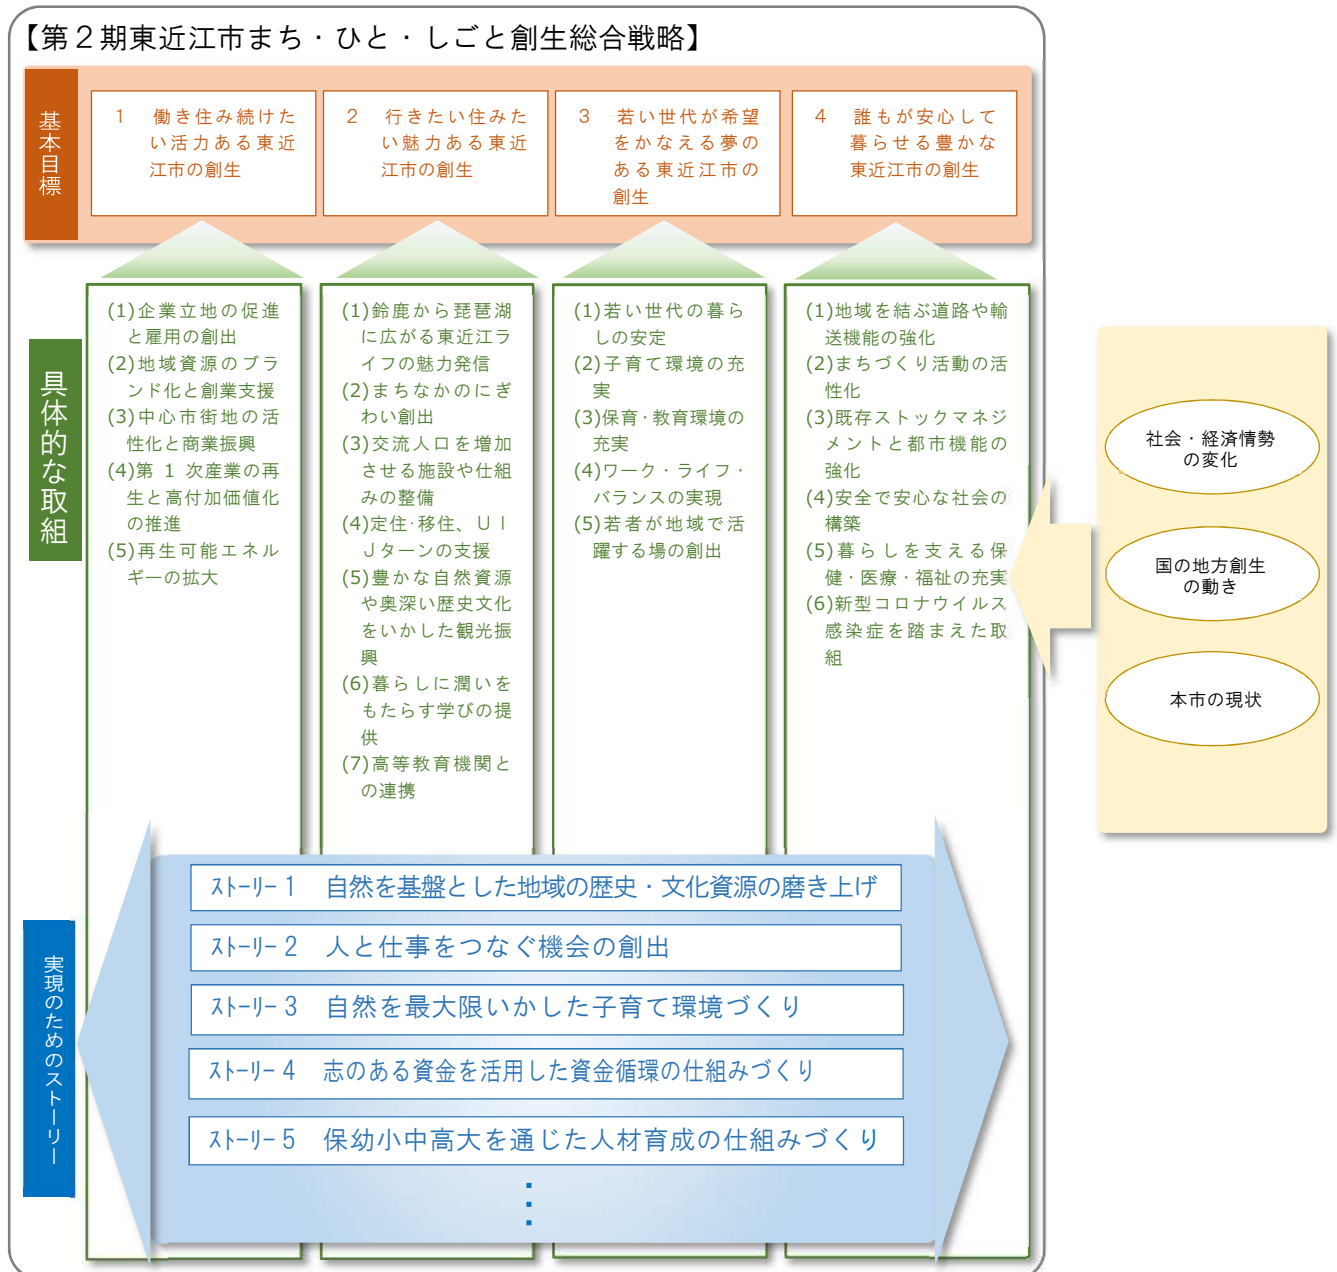 【第２期東近江市まち・ひと・しごと創生総合戦略】
基本目標
１　働き住み続けた
い活力ある東近
江市の創生
２　行きたい住みた
い魅力ある東近
江市の創生
３　若い世代が希望
をかなえる夢の
ある東近江市の
創生
４　誰もが安心して
暮らせる豊かな
東近江市の創生
具体的な取組
(1)企業立地の促進
と雇用の創出
(2)地域資源のブラ
ンド化と創業支援
(3)中心市街地の活
性化と商業振興
(4)第 1 次産業の再
生と高付加価値化
の推進
(5)再生可能エネル
ギーの拡大
(1)鈴鹿から琵琶湖
に広がる東近江ラ
イフの魅力発信
(2)まちなかのにぎ
わい創出
(3)交流人口を増加
させる施設や仕組
みの整備
(4)定住・移住、ＵＩ
Ｊターンの支援
(5)豊かな自然資源
や奥深い歴史文化
をいかした観光振
興
(6)暮らしに潤いを
もたらす学びの提
供
(7)高等教育機関と
の連携
(1)若い世代の暮ら
しの安定
(2)子育て環境の充
実
(3)保育・教育環境の
充実
(4)ワーク・ライフ・
バランスの実現
(5)若者が地域で活
躍する場の創出
(1)地域を結ぶ道路や輸
送機能の強化
(2)まちづくり活動の活
性化
(3)既存ストックマネジ
メントと都市機能の
強化
(4)安全で安心な社会の
構築
(5)暮らしを支える保
健・医療・福祉の充実
(6)新型コロナウイルス
感染症を踏まえた取
組
社会・経済情勢
の変化
国の地方創生
の動き
本市の現状
実現のためのストーリー
ｽﾄｰﾘｰ１　自然を基盤とした地域の歴史・文化資源の磨き上げ
ｽﾄｰﾘｰ２　人と仕事をつなぐ機会の創出
ｽﾄｰﾘｰ３　自然を最大限いかした子育て環境づくり
ｽﾄｰﾘｰ４　志のある資金を活用した資金循環の仕組みづくり
ｽﾄｰﾘｰ５　保幼小中高大を通じた人材育成の仕組みづくり